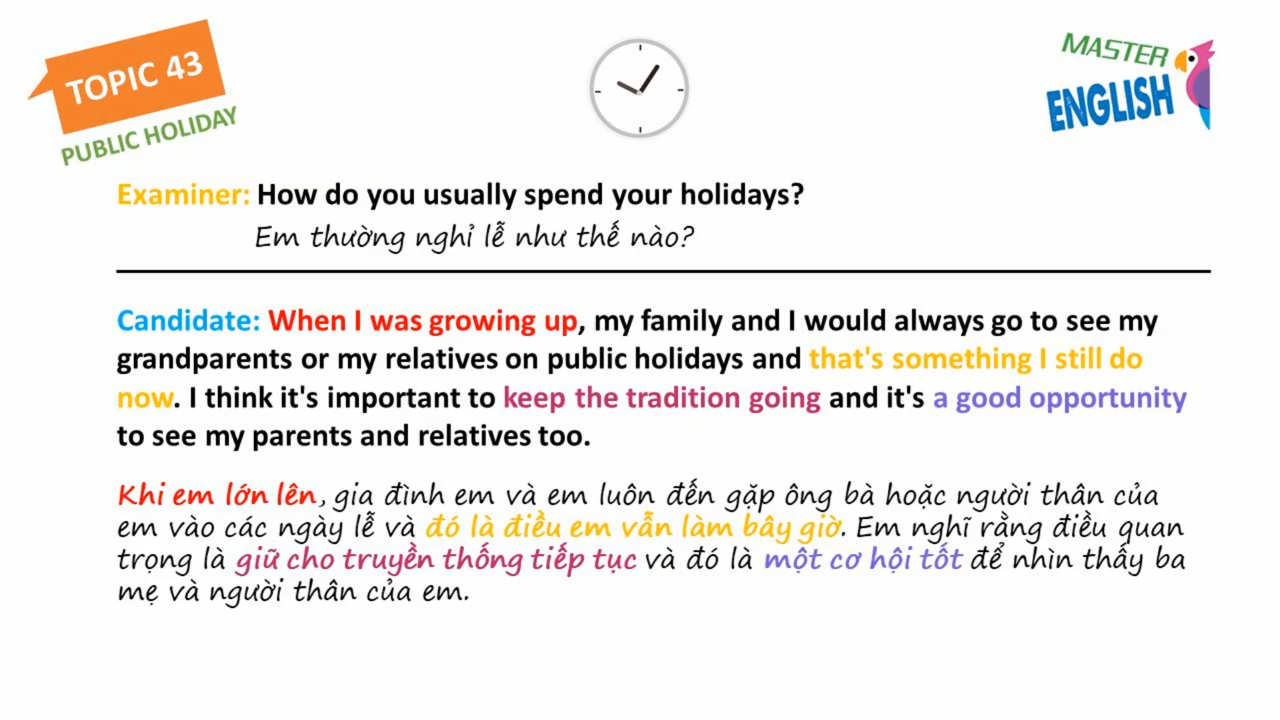 TOPIC 43
PUBLIC HOLIDAY
MASTER
ENGLISH
Examiner: How do you usually spend your holidays?
Em thường nghỉ lễ như thế nào?
Candidate: When I was growing up, my family and I would always go to see my
grandparents or my relatives on public holidays and that's something I still do
now. I think it's important to keep the tradition going and it's a good opportunity
to see my parents and relatives too.
Khi em lớn lên, gia đình em và em luôn đến gặp ông bà hoặc người thân của
em vào các ngày lễ và đó là điều em vẫn làm bây giờ. Em nghĩ rằng điều quan
trọng là giữ cho truyền thống tiếp tục và đó là một cơ hội tốt để nhìn thấy ba
mẹ và người thân của em.